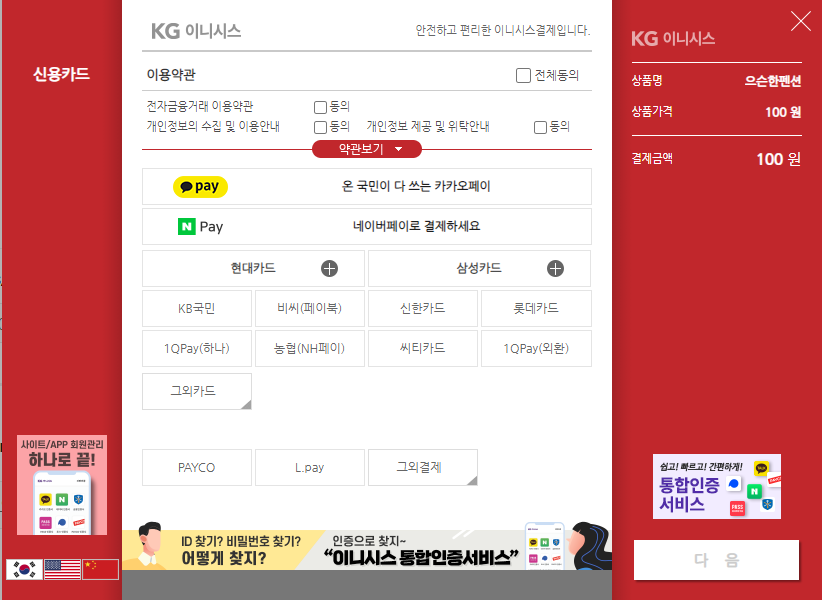 신용카드
KG 이니시스
안전하고 편리한 이니시스결제입니다.
이용약관
전체동의
전자금융거래 이용약관
동의
개인정보의 수집 및 이용안내
동의
개인정보 제공 및 위탁안내
동의
약관보기
pay
온 국민이 다 쓰는 카카오페이
N Pay
네이버페이로 결제하세요
현대카드
삼성카드
KB국민
비씨(페이북)
신한카드
롯데카드
1QPay(하나)
농협(NH페이)
씨티카드
1QPay(외환)
그외카드
PAYCO
L.pay
그외결제
사이트/APP 회원관리
하나로 끝!
ID 찾기? 비밀번호 찾기?
어떻게 찾지?
인증으로 찾지~
“이니시스 통합인증서비스”
KG 이니시스
상품명
으슨한펜션
상품가격
100 원
결제금액
100 원
쉽고! 빠르고! 간편하게!
통합인증
서비스
다 음